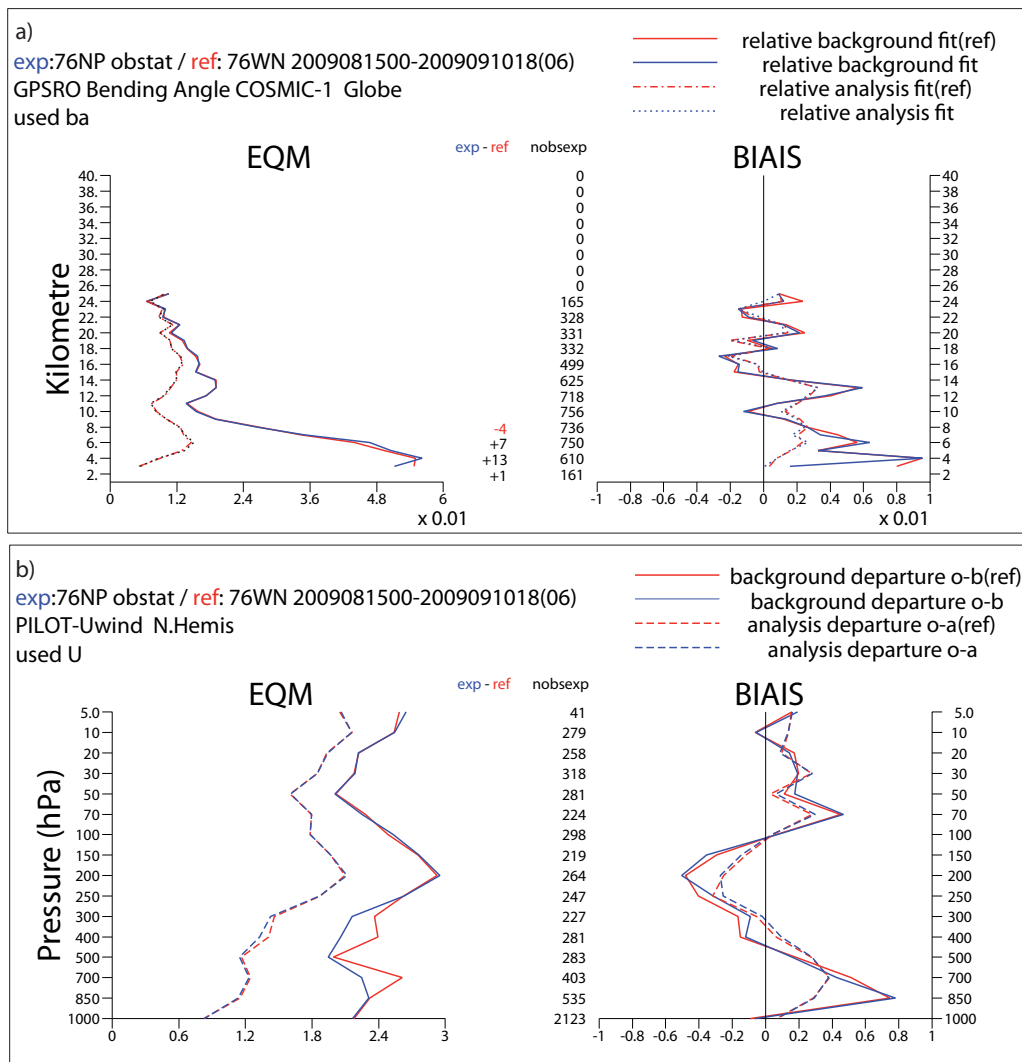 a)
exp:76NP obstat / ref: 76WN 2009081500-2009091018(06)
GPSRO Bending Angle COSMIC-1 Globe
used ba
relative background fit(ref)
relative background fit
relative analysis fit(ref)
relative analysis fit
EQM
exp - ref nobsexp
BIAIS
Kilometre
40. 0 40
38. 0 38
36. 0 36
34. 0 34
32. 0 32
30. 0 30
28. 0 28
26. 0 26
24. 165 24
22. 328 22
20. 331 20
18. 332 18
16. 499 16
14. 625 14
12. 718 12
10. 756 10
8. -4 736 8
6. +7 750 6
4. +13 610 4
2. +1 161 2
0 1.2 2.4 3.6 4.8 6
x 0.01
-1 -0.8 -0.6 -0.4 -0.2 0 0.2 0.4 0.6 0.8 1
x 0.01
b)
exp:76NP obstat / ref: 76WN 2009081500-2009091018(06)
PILOT-Uwind N.Hemis
used U
background departure o-b(ref)
background departure o-b
analysis departure o-a(ref)
analysis departure o-a
EQM
exp - ref nobsexp
BIAIS
Pressure (hPa)
5.0 41 5.0
10 279 10
20 258 20
30 318 30
50 281 50
70 224 70
100 298 100
150 219 150
200 264 200
250 247 250
300 227 300
400 281 400
500 283 500
700 403 700
850 535 850
1000 2123 1000
0 0.6 1.2 1.8 2.4 3
-1 -0.8 -0.6 -0.4 -0.2 0 0.2 0.4 0.6 0.8 1